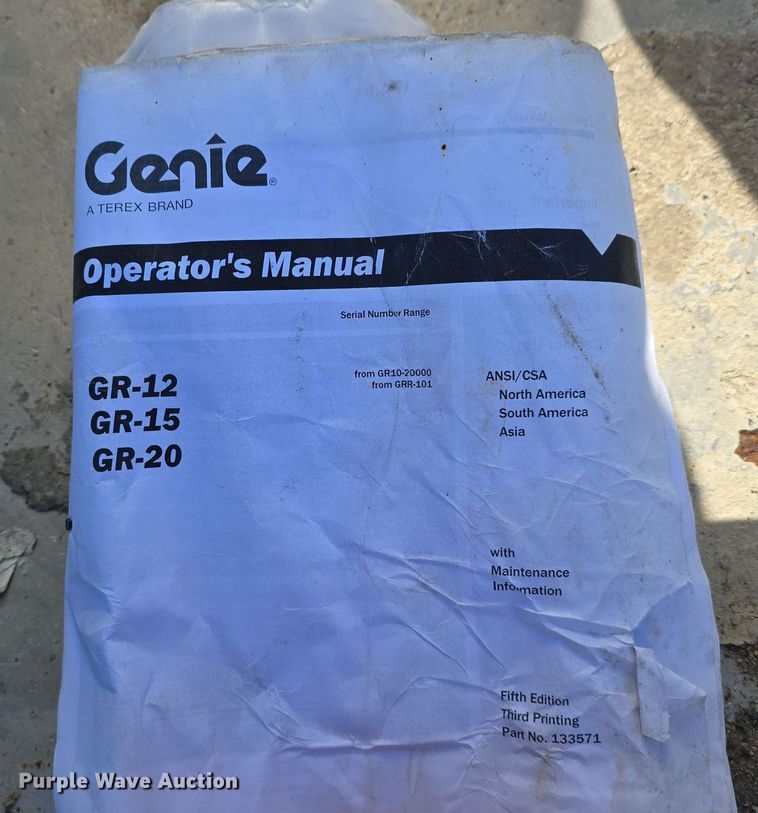 Genie®
A TEREX BRAND
Operator's Manual
Serial Number Range
GR-12
GR-15
GR-20
from GR10-20000
from GRR-101
ANSI/CSA
North America
South America
Asia
with
Maintenance
Information
Fifth Edition
Third Printing
Part No. 133571
Purple Wave Auction